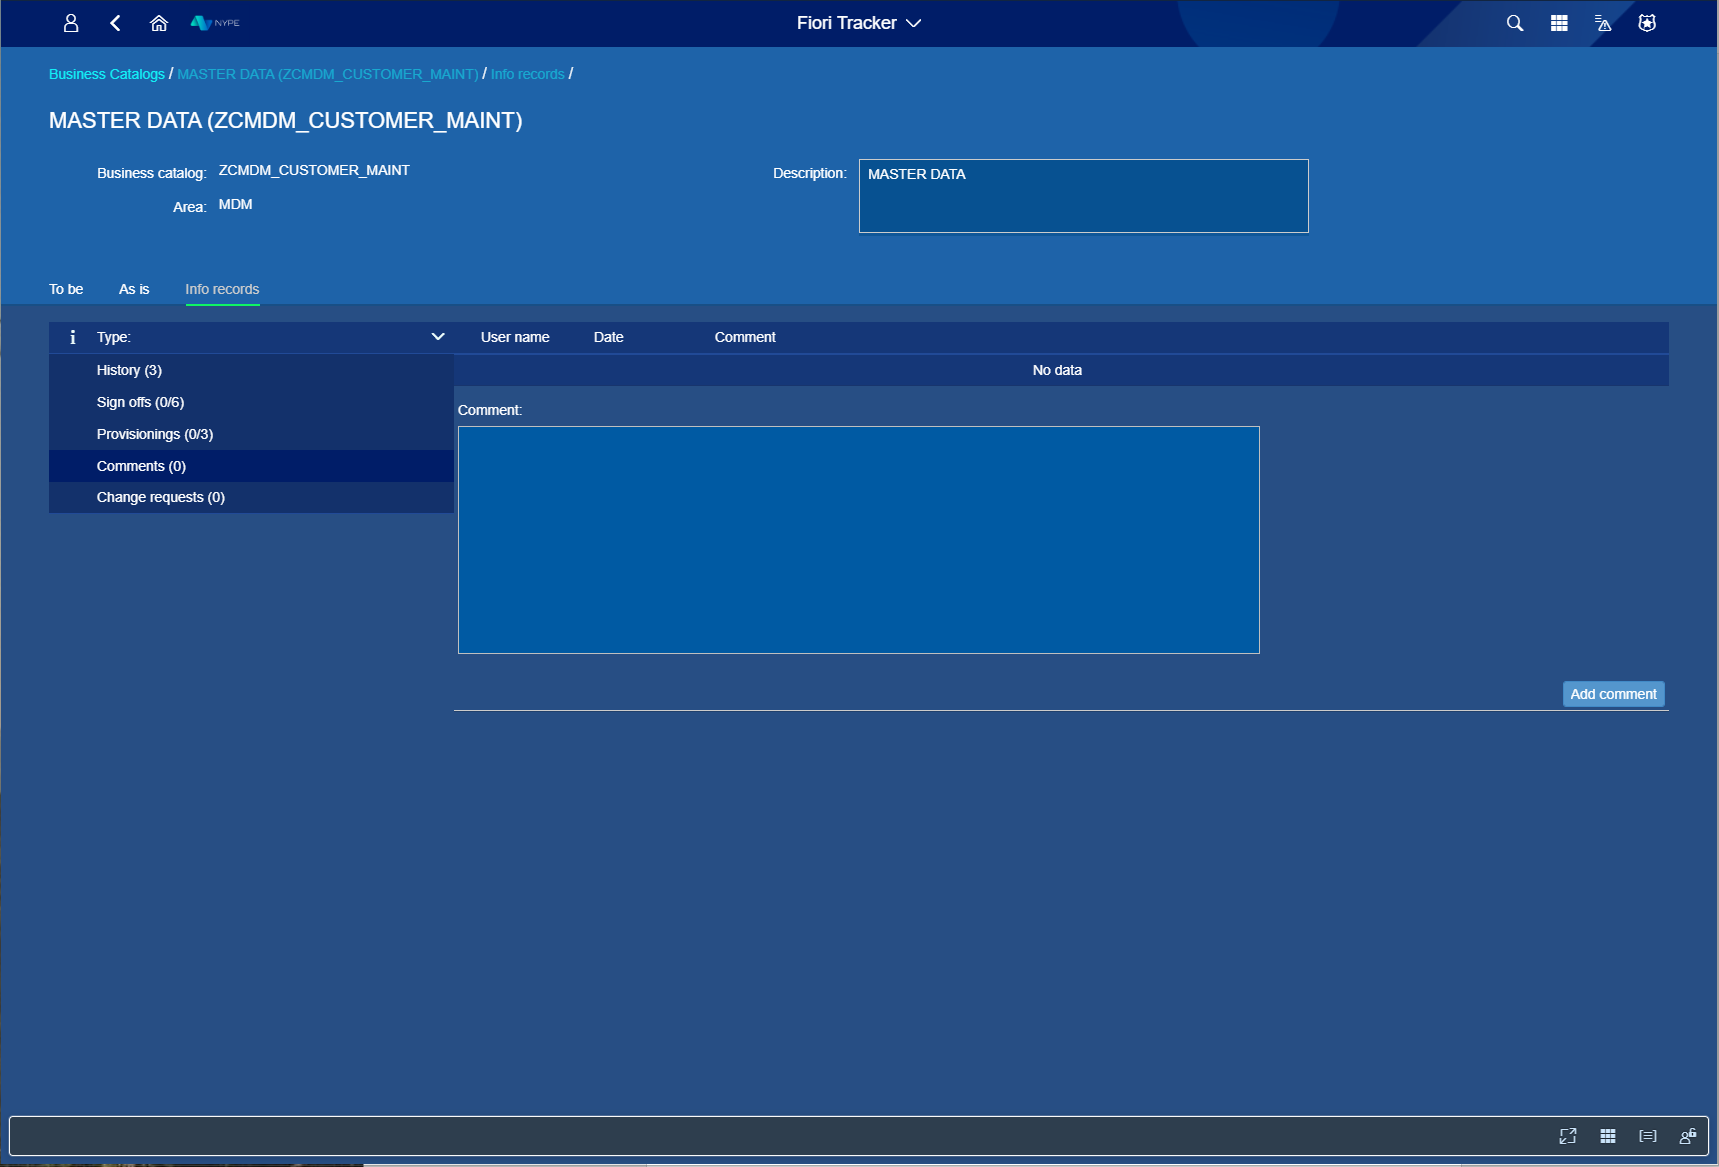 NYPE
Fiori Tracker
Business Catalogs / MASTER DATA (ZCMDM_CUSTOMER_MAINT) / Info records /
MASTER DATA (ZCMDM_CUSTOMER_MAINT)
Business catalog: ZCMDM_CUSTOMER_MAINT
Area: MDM
Description: MASTER DATA
To be As is Info records
Type:
History (3)
Sign offs (0/6)
Provisionings (0/3)
Comments (0)
Change requests (0)
User name Date Comment
No data
Comment:
Add comment